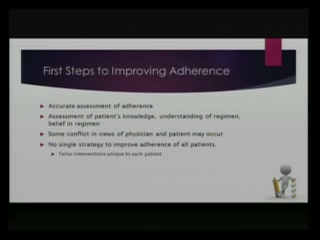 First Steps to Improving Adherence
Accurate assessment of adherence
Assessment of patient's knowledge, understanding of regimen,
belief in regimen
Some conflict in views of physician and patient may occur
No single strategy to improve adherence of all patients.
Tailor interventions unique to each patient